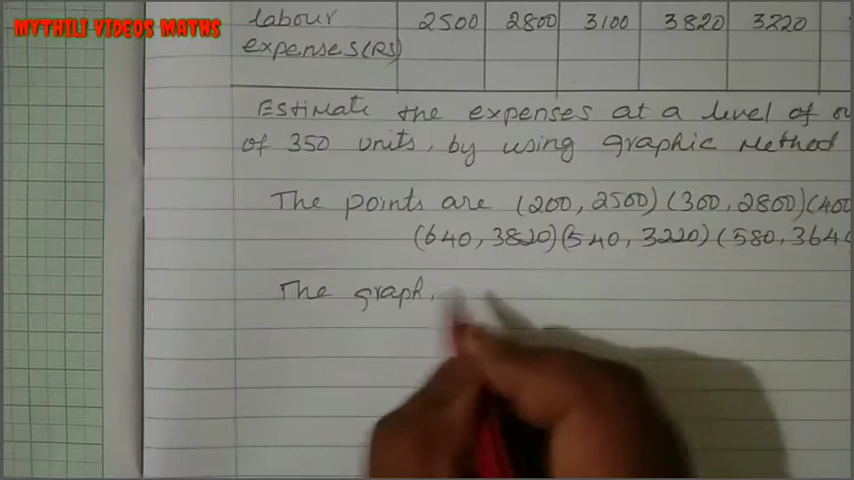 MYTHILI VIDEOS MATHS
labour 2500 2800 3100 3820 3220
expenses(RS)
Estimate the expenses at a level of
of 350 units, by using graphic Method
The points are (200, 2500) (300, 2800) (400
(640, 3820) (540, 3220) (580, 364
The graph,